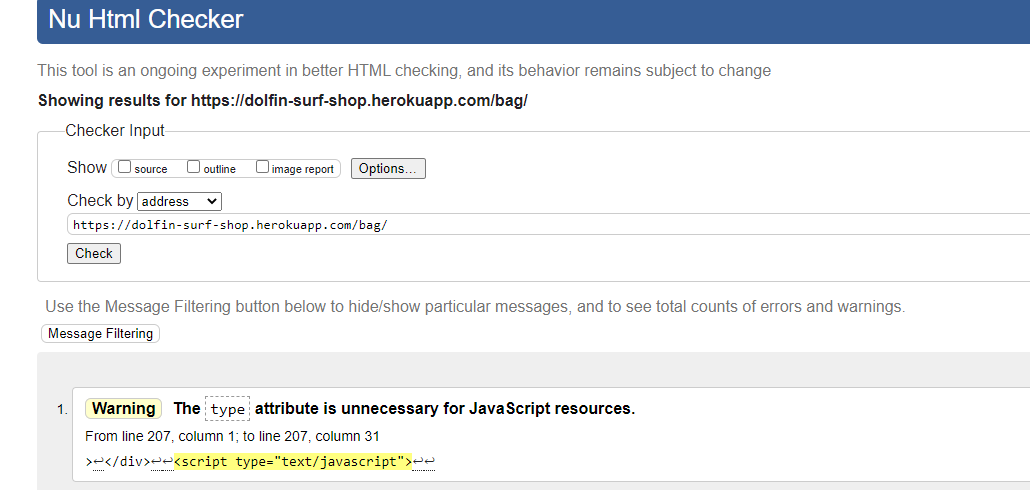 Nu Html Checker
This tool is an ongoing experiment in better HTML checking, and its behavior remains subject to change
Showing results for https://dolfin-surf-shop.herokuapp.com/bag/
Checker Input
Show source outline image report Options...
Check by address
https://dolfin-surf-shop.herokuapp.com/bag/
Check
Use the Message Filtering button below to hide/show particular messages, and to see total counts of errors and warnings.
Message Filtering
1. Warning The type attribute is unnecessary for JavaScript resources.
From line 207, column 1; to line 207, column 31
>↩</div>↩↩<script type="text/javascript">↩↩